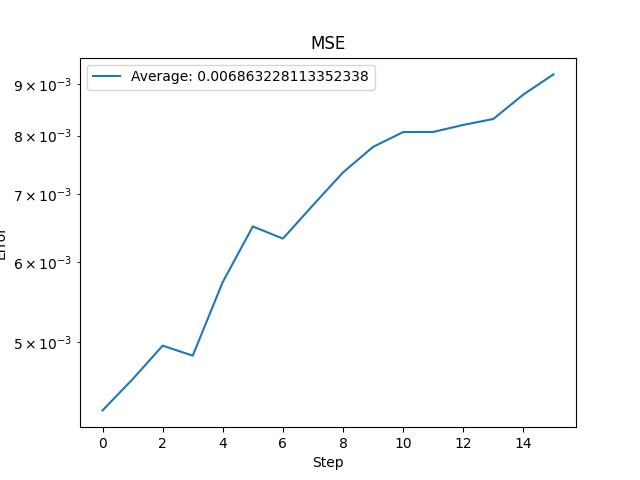 MSE
Average: 0.006863228113352338
9 × 10⁻³
8 × 10⁻³
7 × 10⁻³
6 × 10⁻³
5 × 10⁻³
Error
0 2 4 6 8 10 12 14
Step